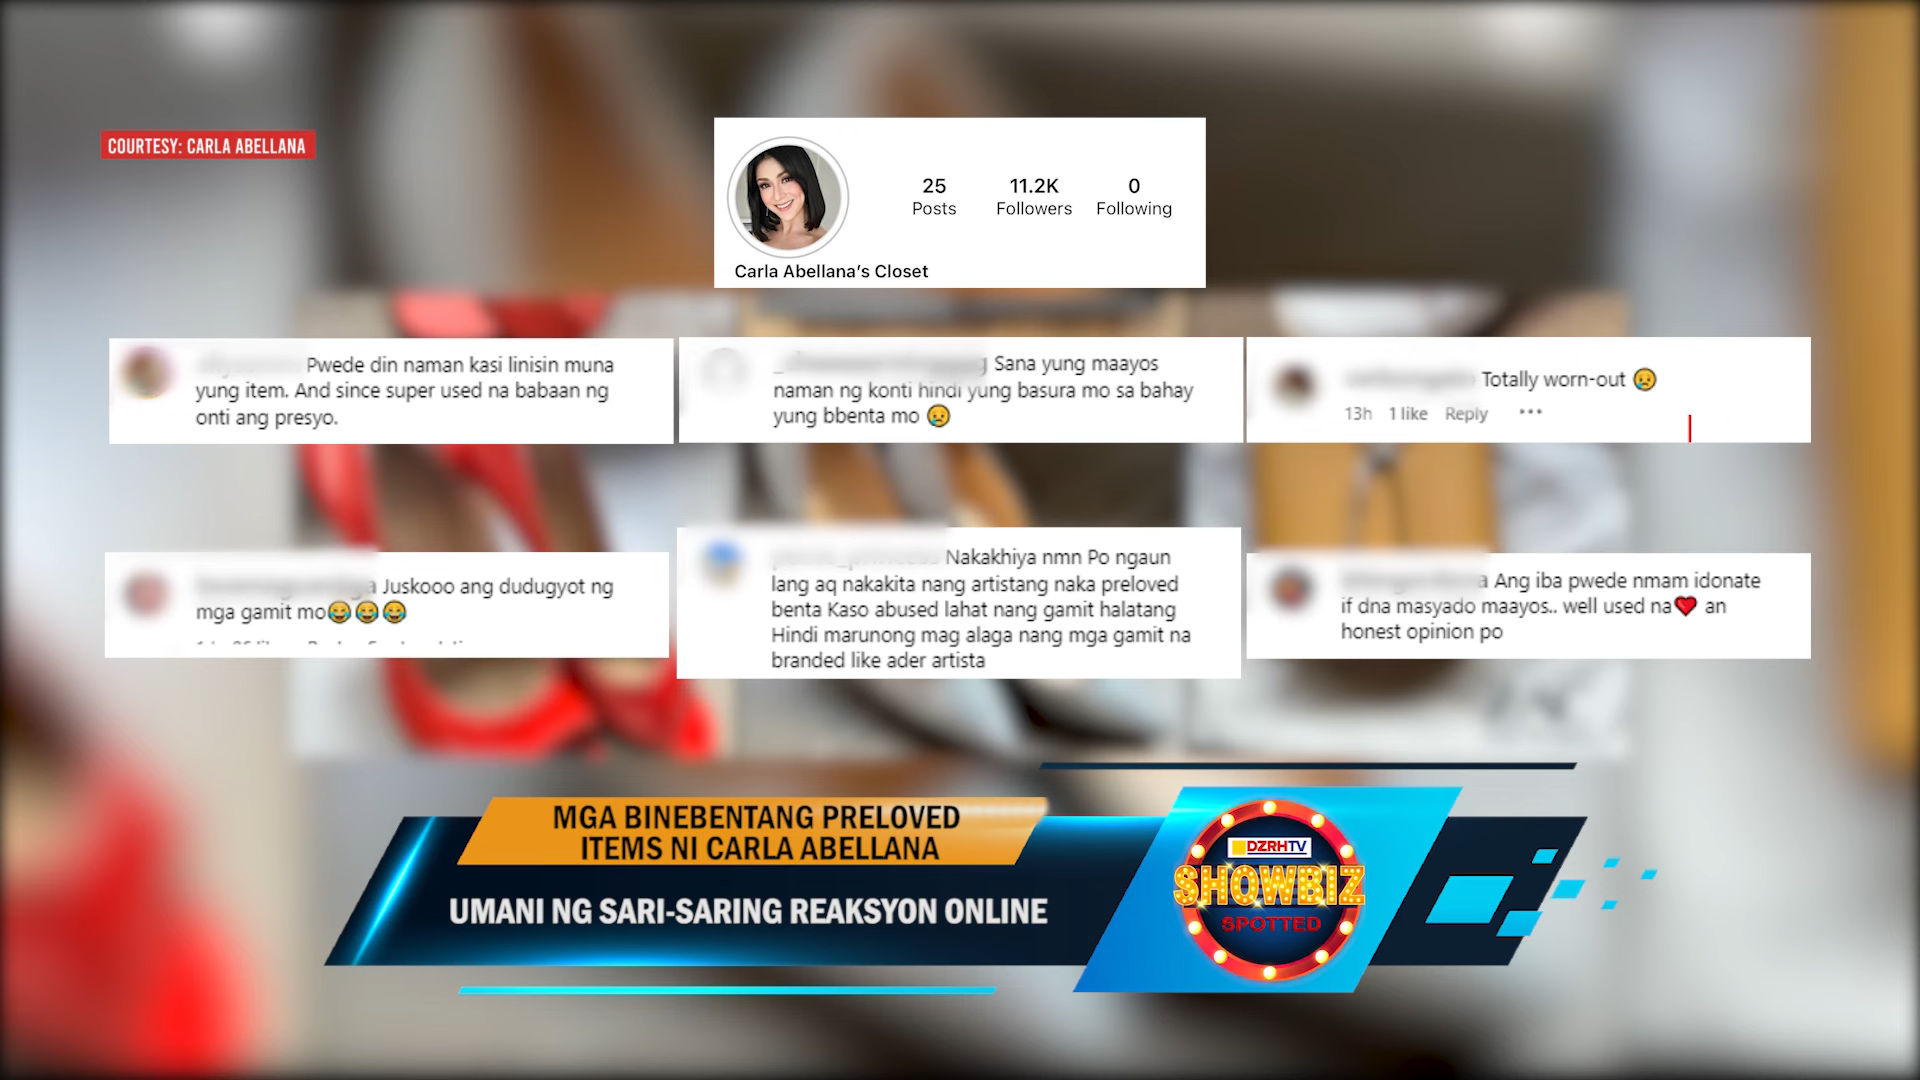 COURTESY: CARLA ABELLANA
25
Posts
11.2K
Followers
0
Following
Carla Abellana's Closet
Pwede din naman kasi linisin muna
yung item. And since super used na babaan ng
onti ang presyo.
Sana yung maayos
naman ng konti hindi yung basura mo sa bahay
yung bbenta mo 😥
Totally worn-out 😥
13h 1 like Reply •••
Juskooo ang dudugyot ng
mga gamit mo😂😂😂
Nakakhiya nmn Po ngaun
lang aq nakakita nang artistang naka preloved
benta Kaso abused lahat nang gamit halatang
Hindi marunong mag alaga nang mga gamit na
branded like ader artista
Ang iba pwede nmam idonate
if dna masyado maayos.. well used na❤️ an
honest opinion po
MGA BINEBENTANG PRELOVED
ITEMS NI CARLA ABELLANA
UMANI NG SARI-SARING REAKSYON ONLINE
DZRHTV
SHOWBIZ
SPOTTED